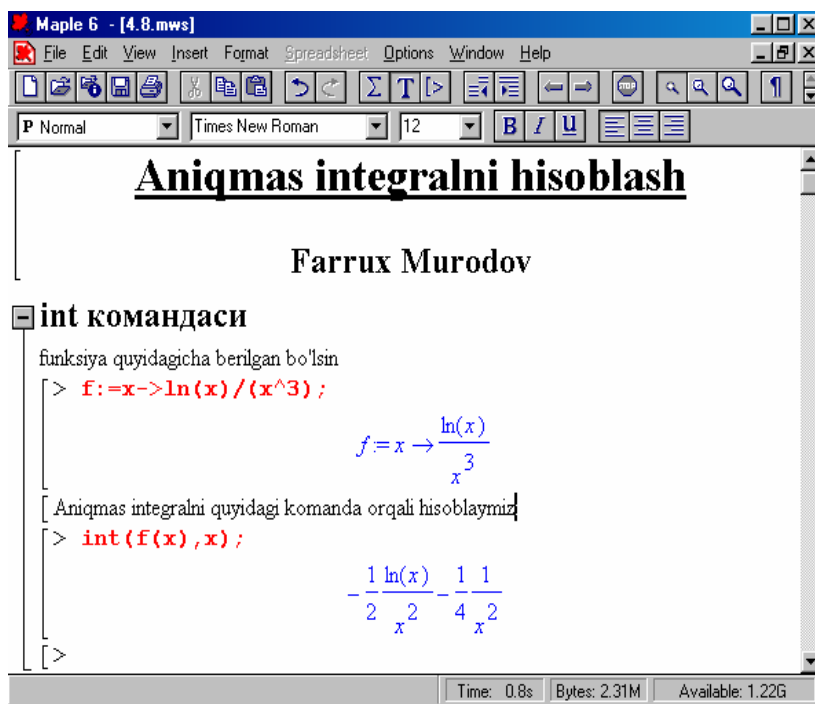 Maple 6 - [4.8.mws]
File Edit View Insert Format Spreadsheet Options Window Help
P Normal Times New Roman 12 B I U
Aniqmas integralni hisoblash
Farrux Murodov
int командаси
funksiya quyidagicha berilgan bo'lsin
> f:=x->ln(x)/(x^3);
f := x → ln(x)/x^3
Aniqmas integralni quyidagi komanda orqali hisoblaymiz
> int(f(x),x);
- 1/2 ln(x)/x^2 - 1/4 1/x^2
>
Time: 0.8s Bytes: 2.31M Available: 1.22G